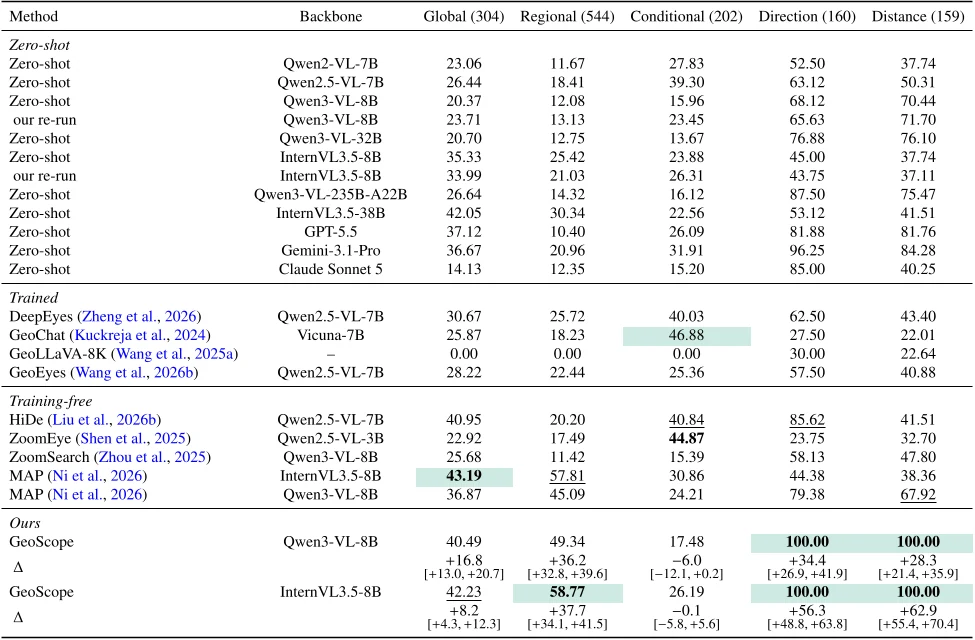 Method Backbone Global (304) Regional (544) Conditional (202) Direction (160) Distance (159)
Zero-shot
Zero-shot Qwen2-VL-7B 23.06 11.67 27.83 52.50 37.74
Zero-shot Qwen2.5-VL-7B 26.44 18.41 39.30 63.12 50.31
Zero-shot Qwen3-VL-8B 20.37 12.08 15.96 68.12 70.44
our re-run Qwen3-VL-8B 23.71 13.13 23.45 65.63 71.70
Zero-shot Qwen3-VL-32B 20.70 12.75 13.67 76.88 76.10
Zero-shot InternVL3.5-8B 35.33 25.42 23.88 45.00 37.74
our re-run InternVL3.5-8B 33.99 21.03 26.31 43.75 37.11
Zero-shot Qwen3-VL-235B-A22B 26.64 14.32 16.12 87.50 75.47
Zero-shot InternVL3.5-38B 42.05 30.34 22.56 53.12 41.51
Zero-shot GPT-5.5 37.12 10.40 26.09 81.88 81.76
Zero-shot Gemini-3.1-Pro 36.67 20.96 31.91 96.25 84.28
Zero-shot Claude Sonnet 5 14.13 12.35 15.20 85.00 40.25
Trained
DeepEyes (Zheng et al., 2026) Qwen2.5-VL-7B 30.67 25.72 40.03 62.50 43.40
GeoChat (Kuckreja et al., 2024) Vicuna-7B 25.87 18.23 46.88 27.50 22.01
GeoLLaVA-8K (Wang et al., 2025a) – 0.00 0.00 0.00 30.00 22.64
GeoEyes (Wang et al., 2026b) Qwen2.5-VL-7B 28.22 22.44 25.36 57.50 40.88
Training-free
HiDe (Liu et al., 2026b) Qwen2.5-VL-7B 40.95 20.20 40.84 85.62 41.51
ZoomEye (Shen et al., 2025) Qwen2.5-VL-3B 22.92 17.49 44.87 23.75 32.70
ZoomSearch (Zhou et al., 2025) Qwen3-VL-8B 25.68 11.42 15.39 58.13 47.80
MAP (Ni et al., 2026) InternVL3.5-8B 43.19 57.81 30.86 44.38 38.36
MAP (Ni et al., 2026) Qwen3-VL-8B 36.87 45.09 24.21 79.38 67.92
Ours
GeoScope Qwen3-VL-8B 40.49 49.34 17.48 100.00 100.00
Δ +16.8 +36.2 −6.0 +34.4 +28.3
[+13.0, +20.7] [+32.8, +39.6] [−12.1, +0.2] [+26.9, +41.9] [+21.4, +35.9]
GeoScope InternVL3.5-8B 42.23 58.77 26.19 100.00 100.00
Δ +8.2 +37.7 −0.1 +56.3 +62.9
[+4.3, +12.3] [+34.1, +41.5] [−5.8, +5.6] [+48.8, +63.8] [+55.4, +70.4]